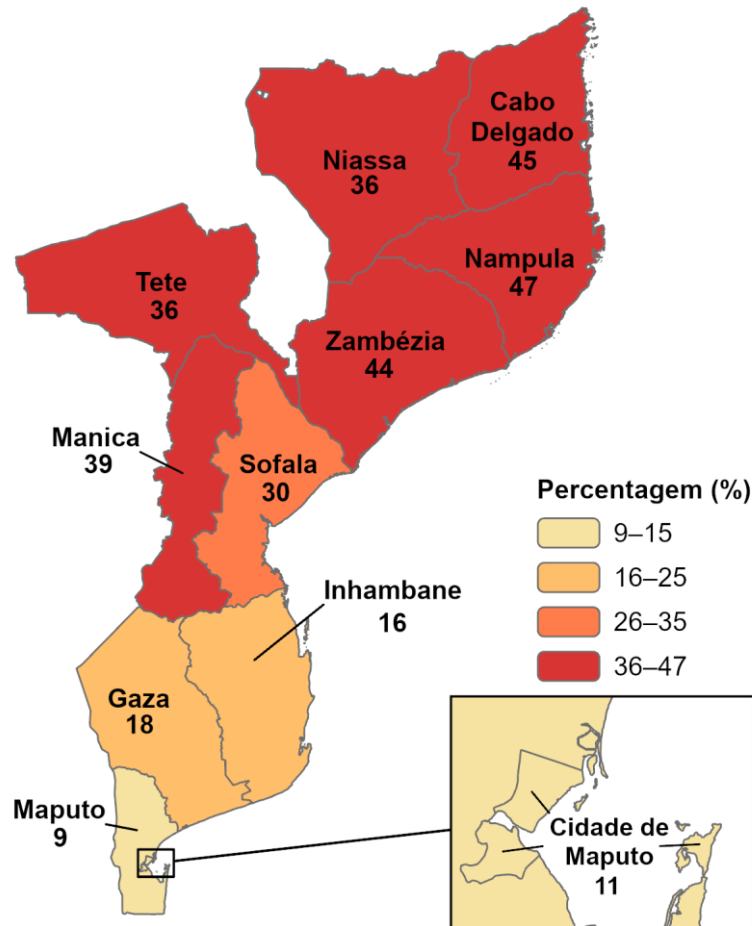 Cabo
Delgado
45
Niassa
36
Nampula
47
Tete
36
Zambézia
44
Manica
39
Sofala
30
Percentagem (%)
9–15
16–25
26–35
36–47
Inhambane
16
Gaza
18
Maputo
9
Cidade de
Maputo
11